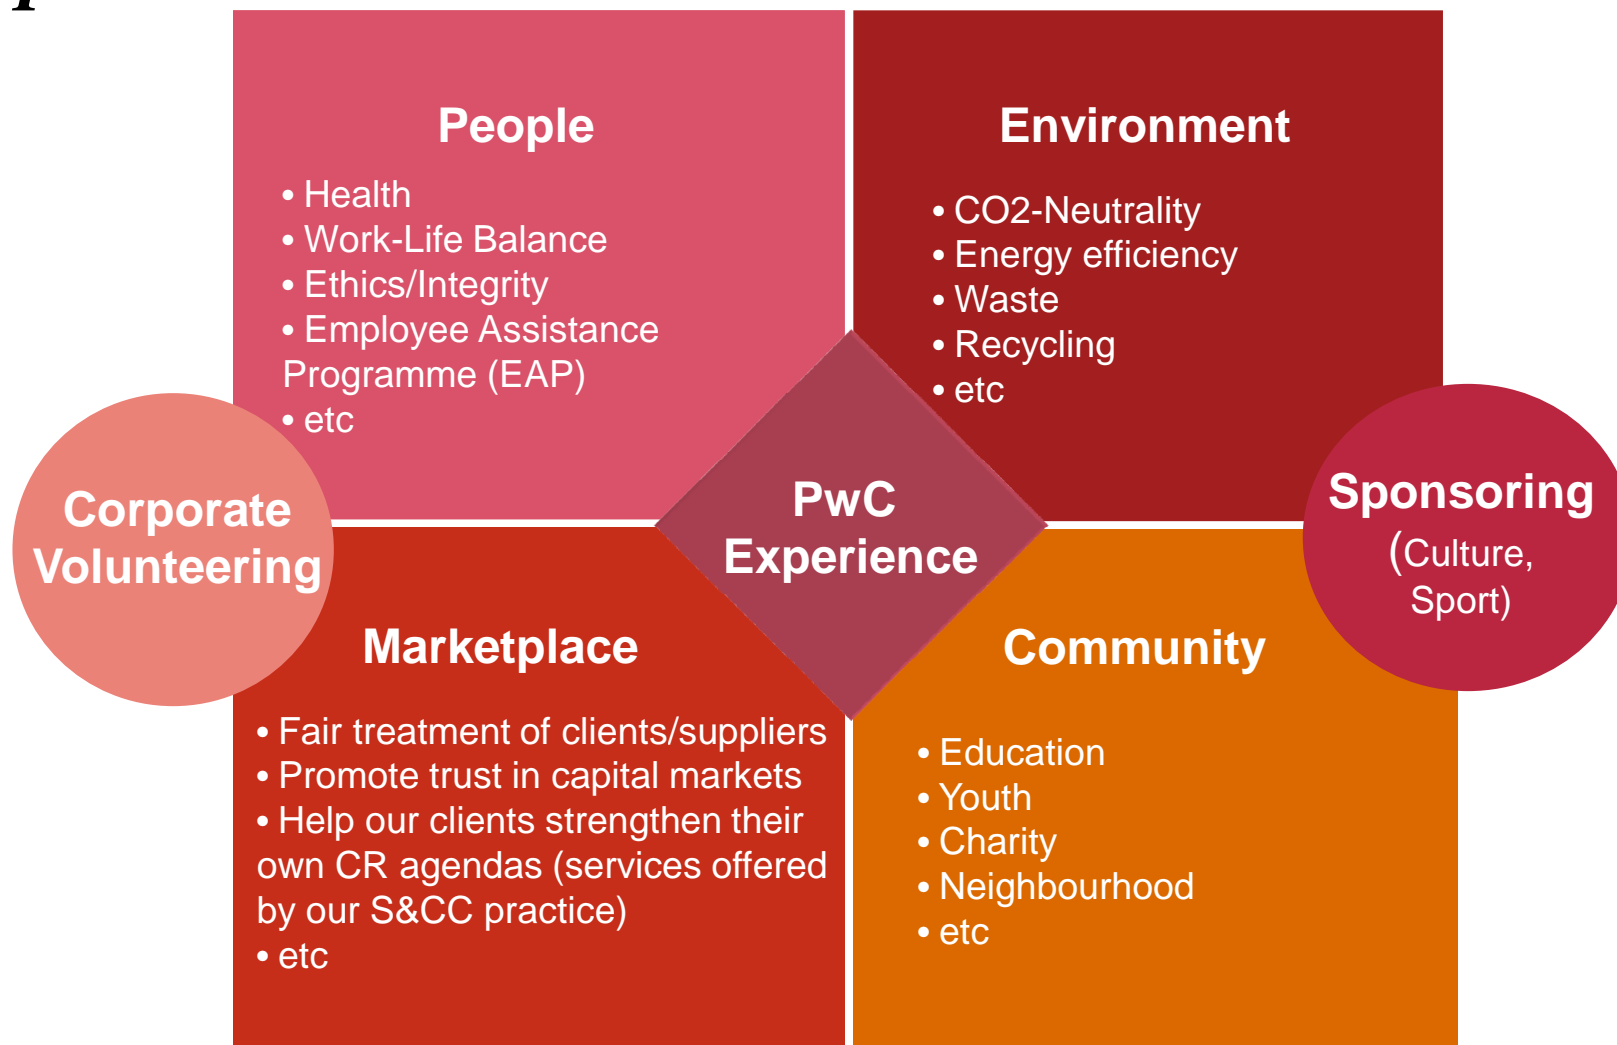 People
• Health
• Work-Life Balance
• Ethics/Integrity
• Employee Assistance
Programme (EAP)
• etc
Environment
• CO2-Neutrality
• Energy efficiency
• Waste
• Recycling
• etc
Corporate
Volunteering
PwC
Experience
Sponsoring
(Culture,
Sport)
Marketplace
• Fair treatment of clients/suppliers
• Promote trust in capital markets
• Help our clients strengthen their
own CR agendas (services offered
by our S&CC practice)
• etc
Community
• Education
• Youth
• Charity
• Neighbourhood
• etc